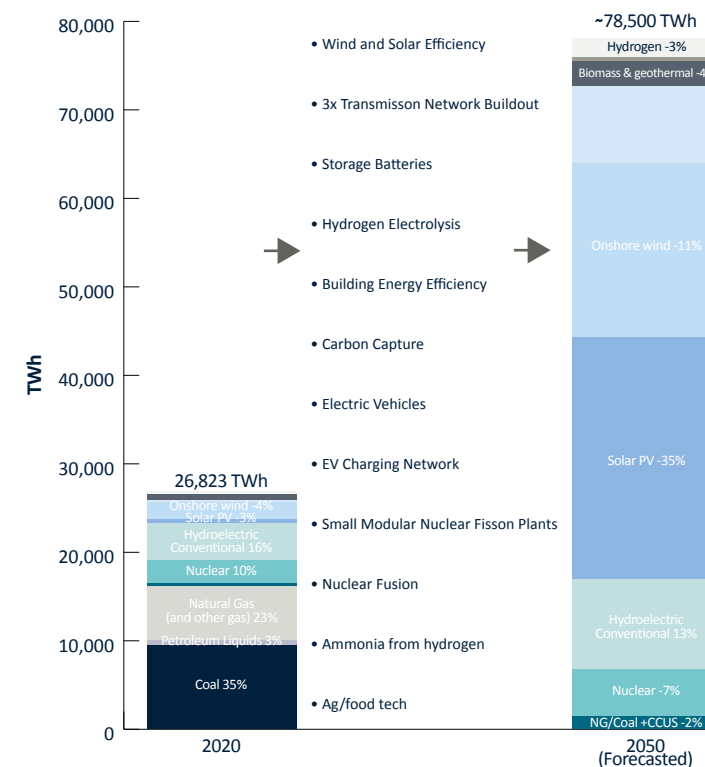 80,000
70,000
60,000
50,000
40,000
30,000
20,000
10,000
0
TWh
26,823 TWh
Onshore wind -4%
Solar PV -3%
Hydroelectric
Conventional 16%
Nuclear 10%
Natural Gas
(and other gas) 23%
Petroleum Liquids 3%
Coal 35%
2020
• Wind and Solar Efficiency
• 3x Transmisson Network Buildout
• Storage Batteries
• Hydrogen Electrolysis
• Building Energy Efficiency
• Carbon Capture
• Electric Vehicles
• EV Charging Network
• Small Modular Nuclear Fisson Plants
• Nuclear Fusion
• Ammonia from hydrogen
• Ag/food tech
~78,500 TWh
Hydrogen -3%
Biomass & geothermal -4
Onshore wind -11%
Solar PV -35%
Hydroelectric
Conventional 13%
Nuclear -7%
NG/Coal +CCUS -2%
2050
(Forecasted)